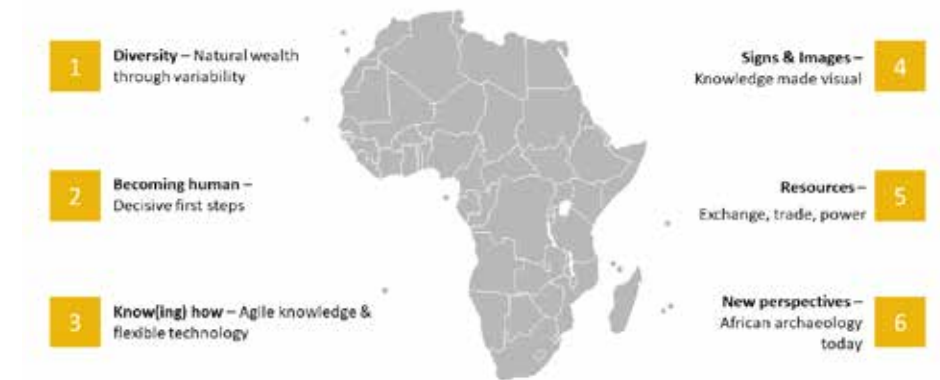 1
Diversity – Natural wealth
through variability
2
Becoming human –
Decisive first steps
3
Know(ing) how – Agile knowledge &
flexible technology
Signs & Images –
Knowledge made visual
4
Resources –
Exchange, trade, power
5
New perspectives –
African archaeology
today
6